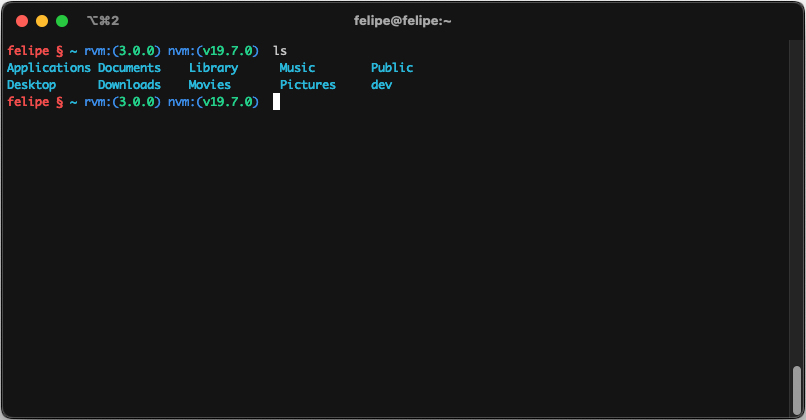 ⌥⌘2 felipe@felipe:~
felipe § ~ rvm:(3.0.0) nvm:(v19.7.0) ls
Applications Documents Library Music Public
Desktop Downloads Movies Pictures dev
felipe § ~ rvm:(3.0.0) nvm:(v19.7.0)